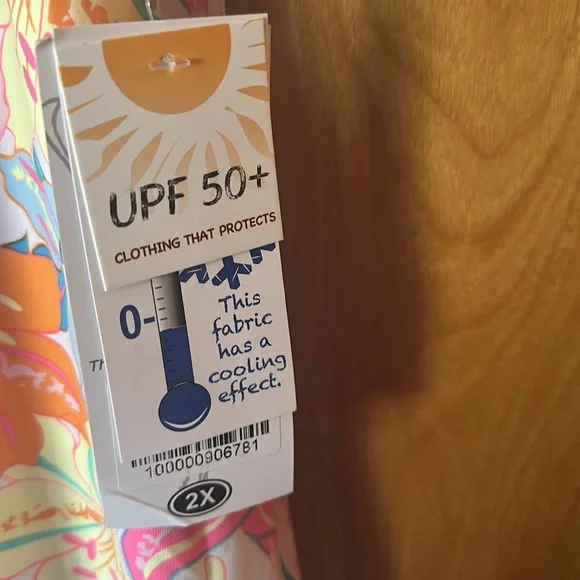 UPF 50+
CLOTHING THAT PROTECTS
0-
This
fabric
has a
cooling
effect.
100000906781
2X